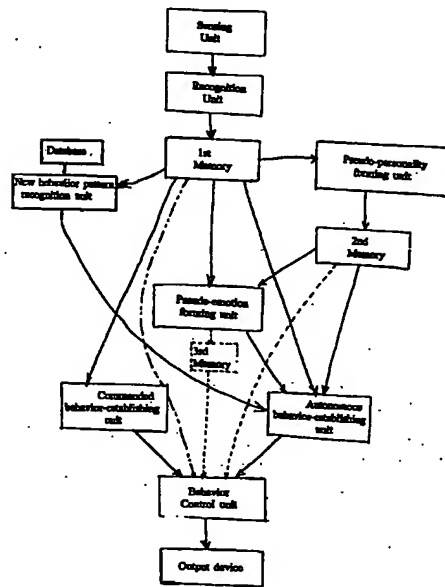 Sensing
Unit
Recognition
Unit
1st
Memory
Database
New behavior pattern
recognition unit
Pseudo-personality
forming unit
2nd
Memory
Pseudo-emotion
forming unit
3rd
Memory
Commanded
behavior-establishing
unit
Autonomous
behavior-establishing
unit
Behavior
Control unit
Output device